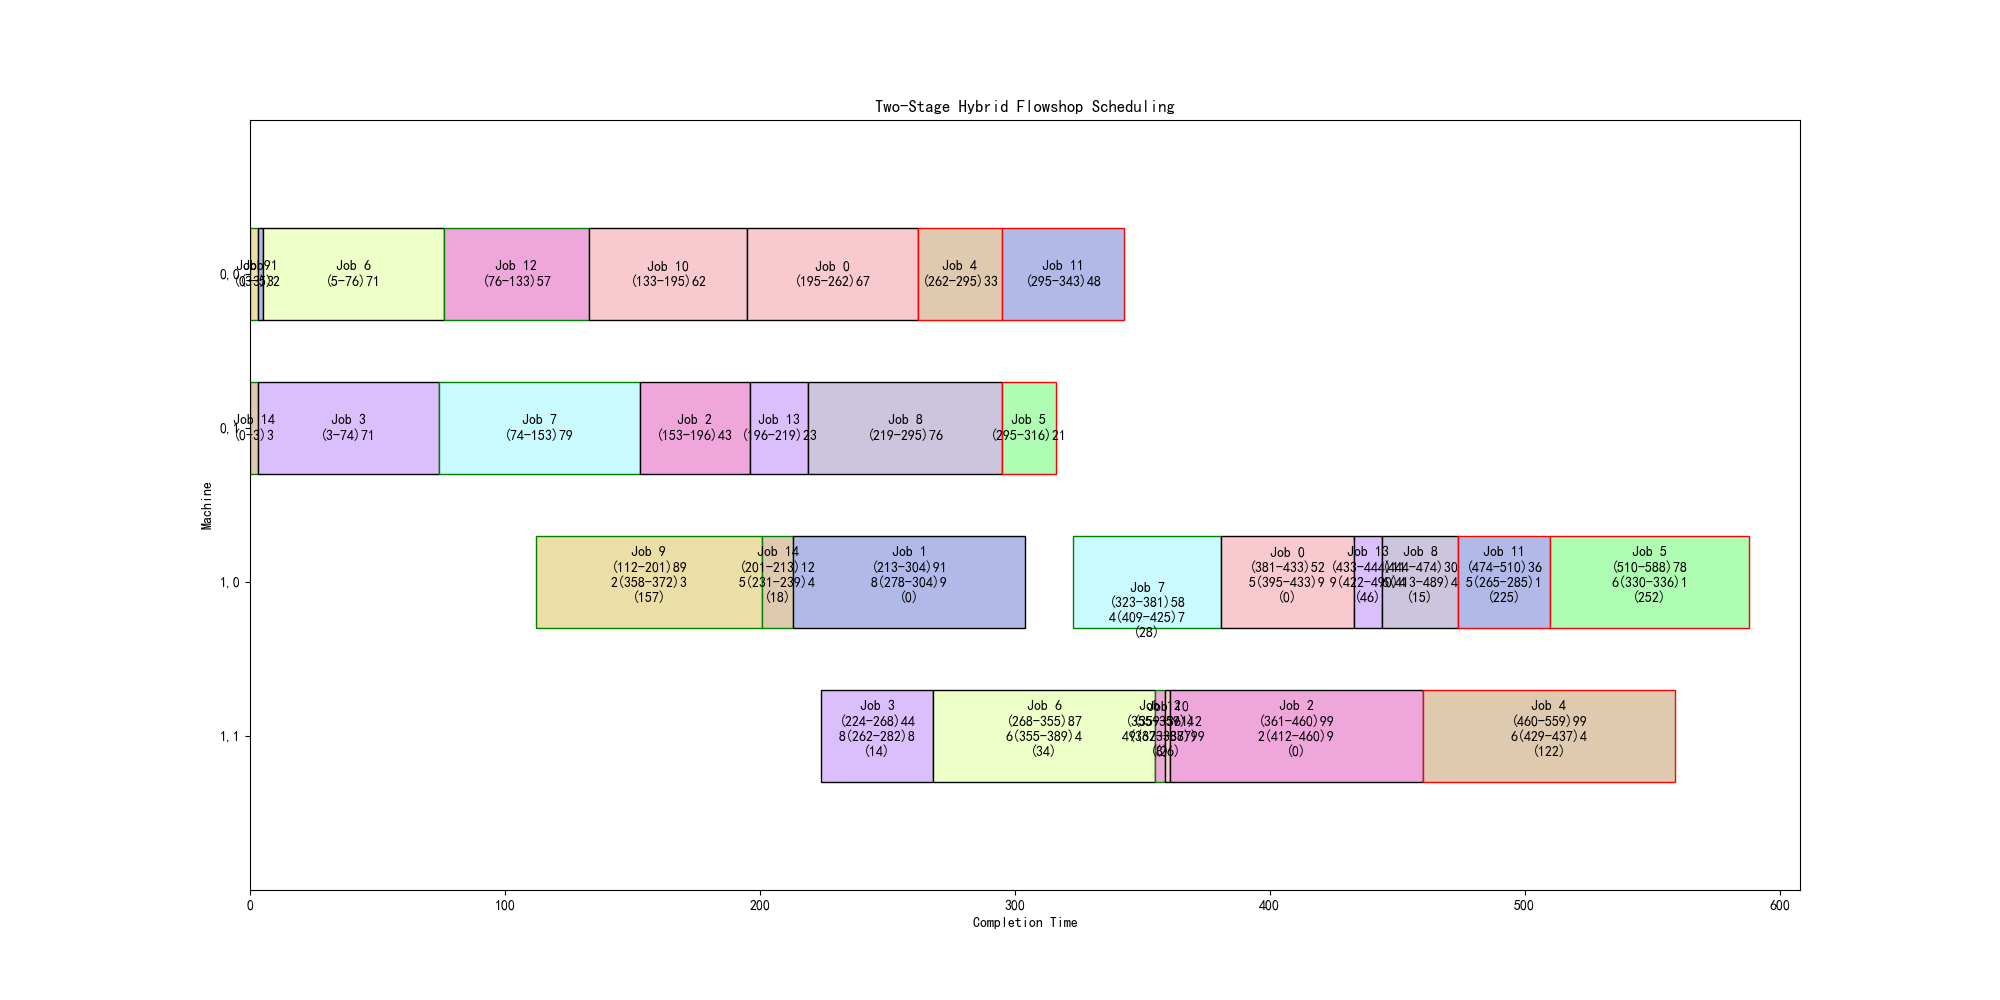 Two-Stage Hybrid Flowshop Scheduling
Job 6
(5-76)71
Job 12
(76-133)57
Job 10
(133-195)62
Job 0
(195-262)67
Job 4
(262-295)33
Job 11
(295-343)48
Job 14
(0-3)3
Job 3
(3-74)71
Job 7
(74-153)79
Job 2
(153-196)43
Job 13
(196-219)23
Job 8
(219-295)76
Job 5
(295-316)21
Machine
1,0
Job 9
(112-201)89
2(358-372)3
(157)
Job 14
(201-213)12
5(231-239)4
(18)
Job 1
(213-304)91
8(278-304)9
(0)
Job 7
(323-381)58
4(409-425)7
(28)
Job 0
(381-433)52
5(395-433)9
(0)
Job 13
(46)
Job 8
(15)
Job 11
(474-510)36
5(265-285)1
(225)
Job 5
(510-588)78
6(330-336)1
(252)
1,1
Job 3
(224-268)44
8(262-282)8
(14)
Job 6
(268-355)87
6(355-389)4
(34)
Job 2
(361-460)99
2(412-460)9
(0)
Job 4
(460-559)99
6(429-437)4
(122)
0 100 200 300 400 500 600
Completion Time